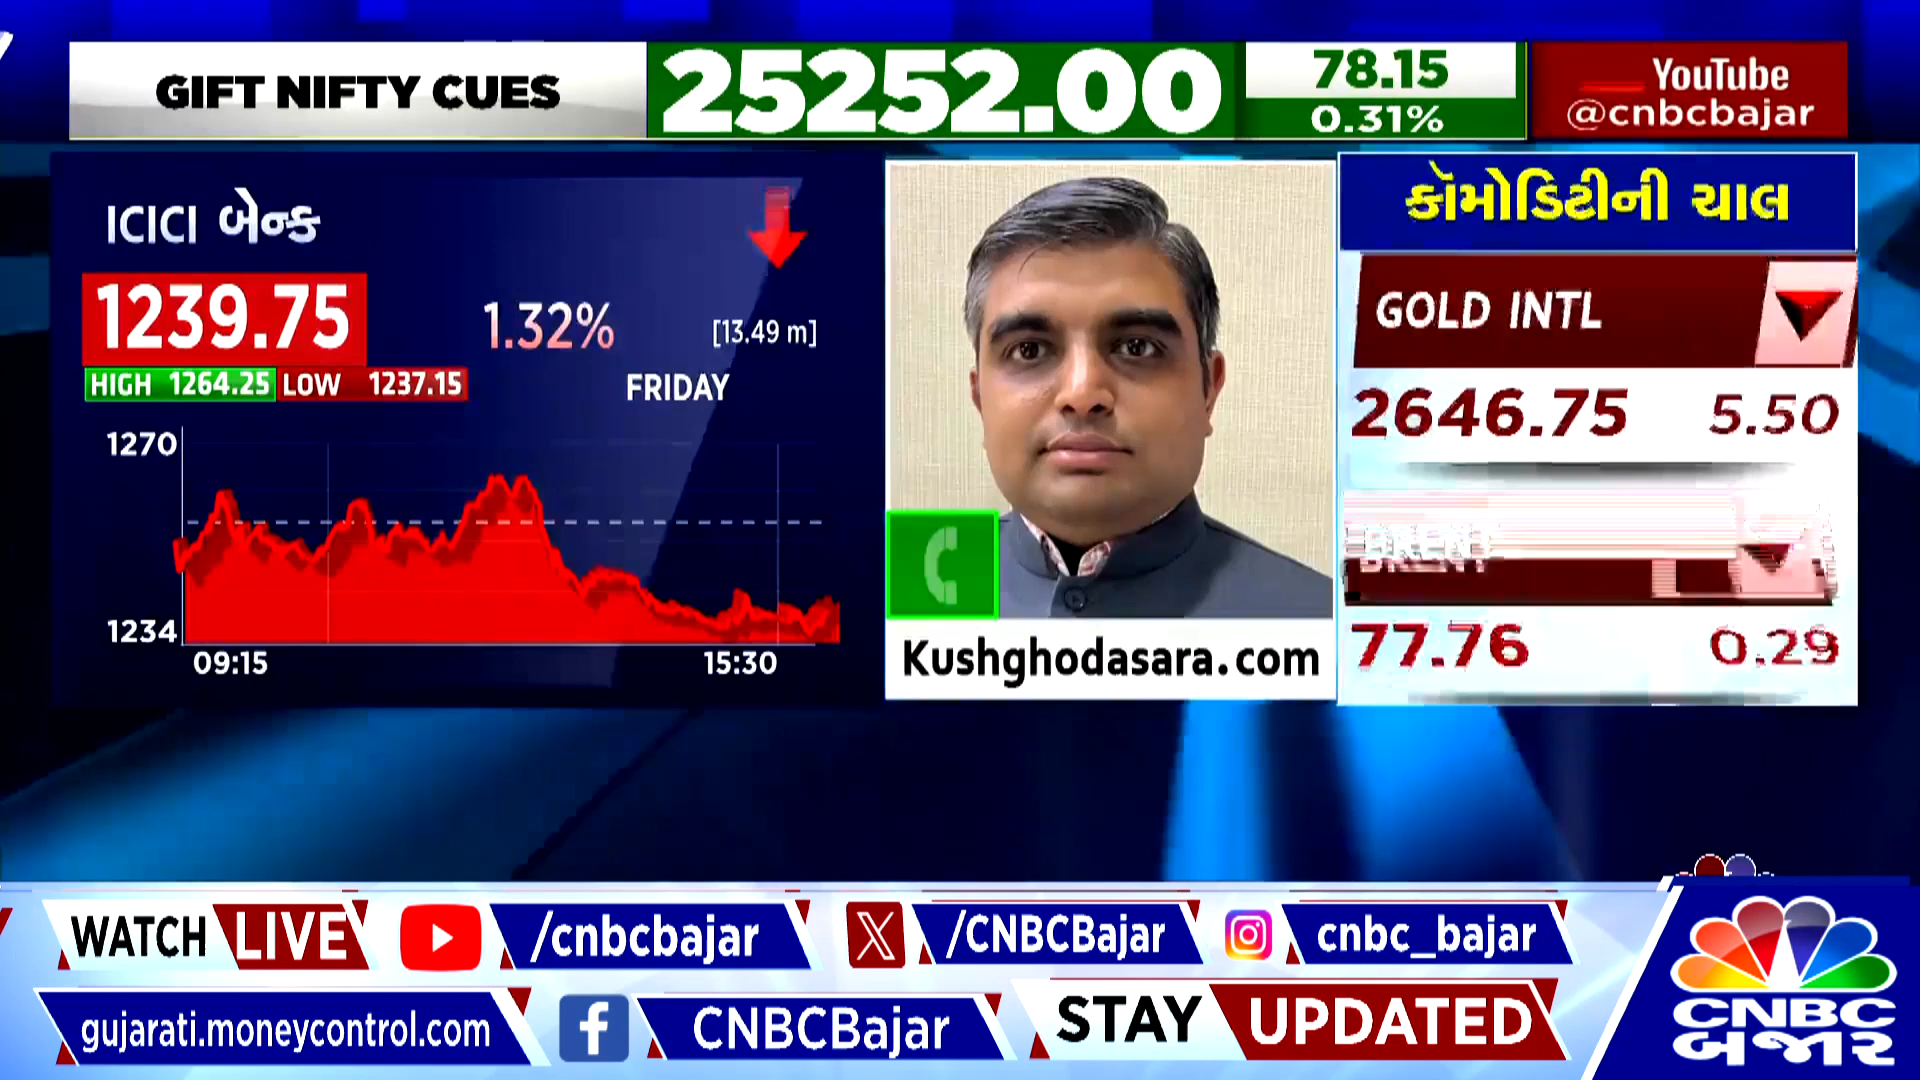 GIFT NIFTY CUES
25252.00
78.15
0.31%
YouTube
@cnbcbajar
ICICI બેન્ક
1239.75
1.32%
[13.49 m]
HIGH 1264.25 LOW 1237.15
FRIDAY
1270
1234
09:15
15:30
Kushghodasara.com
કૉમોડિટીની ચાલ
GOLD INTL
2646.75 5.50
BRENT
77.76 0.29
WATCH LIVE
/cnbcbajar
/CNBCBajar
cnbc_bajar
gujarati.moneycontrol.com
CNBCBajar
STAY UPDATED
CNBC
બજાર